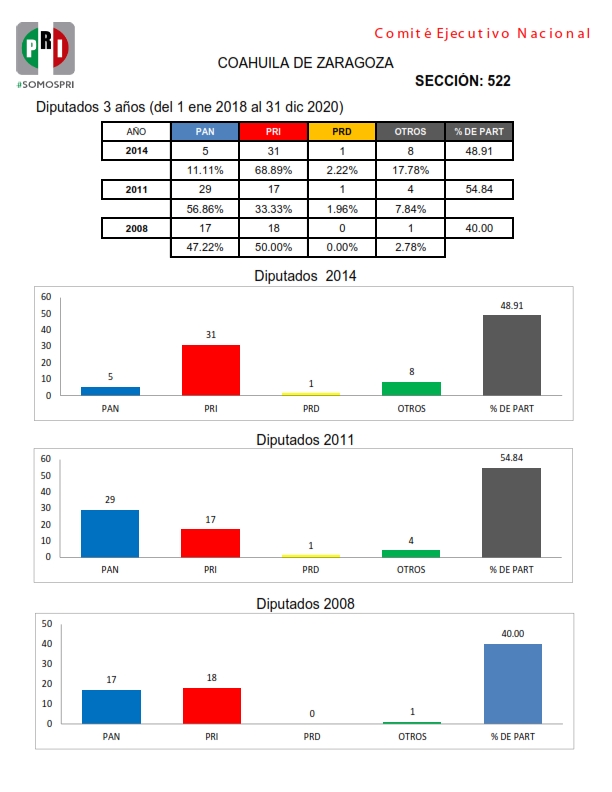 PRI
#SOMOSPRI
Comité Ejecutivo Nacional
COAHUILA DE ZARAGOZA
SECCIÓN: 522
Diputados 3 años (del 1 ene 2018 al 31 dic 2020)
AÑO PAN PRI PRD OTROS % DE PART
2014 5 31 1 8 48.91
11.11% 68.89% 2.22% 17.78%
2011 29 17 1 4 54.84
56.86% 33.33% 1.96% 7.84%
2008 17 18 0 1 40.00
47.22% 50.00% 0.00% 2.78%
Diputados 2014
60
50
40
30
20
10
0
5 31 1 8 48.91
PAN PRI PRD OTROS % DE PART
Diputados 2011
60
50
40
30
20
10
0
29 17 1 4 54.84
PAN PRI PRD OTROS % DE PART
Diputados 2008
50
40
30
20
10
0
17 18 0 1 40.00
PAN PRI PRD OTROS % DE PART